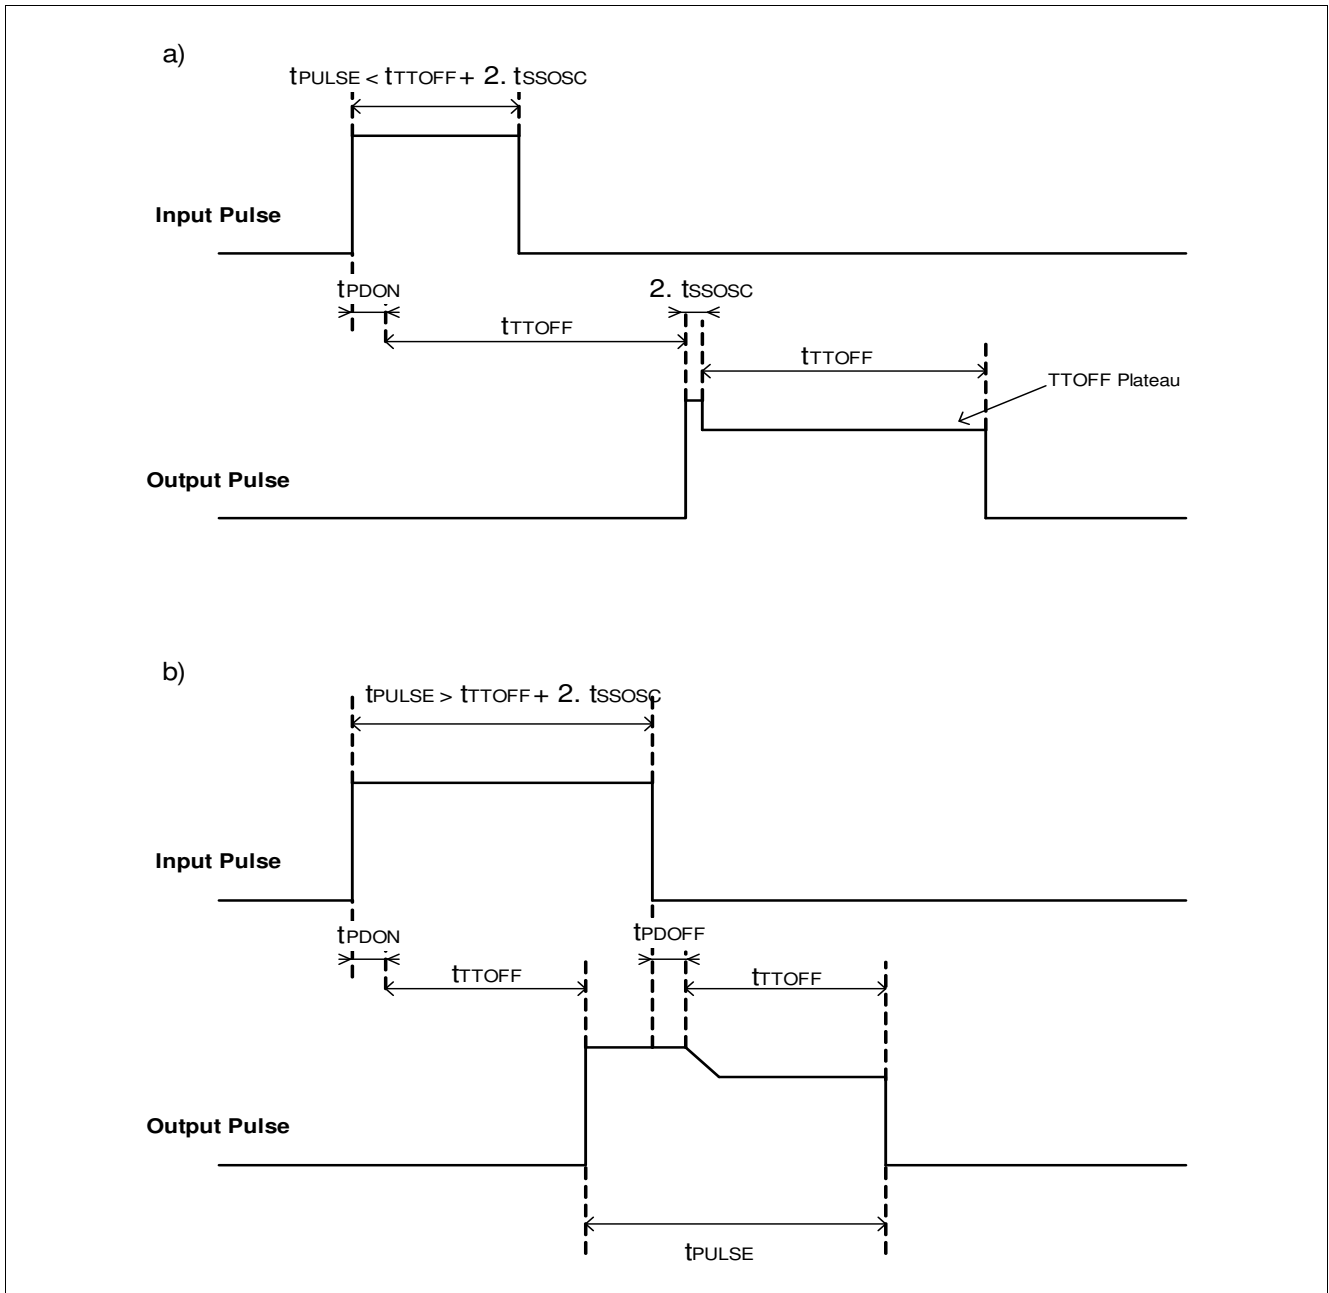 a)
tPULSE < tTTOFF + 2. tSSOSC
Input Pulse
tPDON
2. tSSOSC
tTTOFF
tTTOFF
TTOFF Plateau
Output Pulse
b)
tPULSE > tTTOFF + 2. tSSOSC
Input Pulse
tPDON
tPDOFF
tTTOFF
tTTOFF
Output Pulse
tPULSE